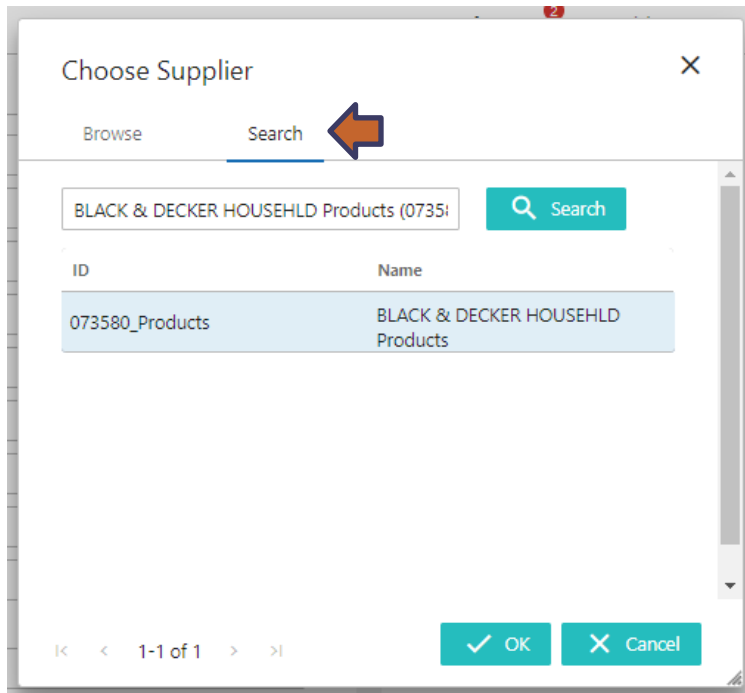 2
Choose Supplier
Browse Search
BLACK & DECKER HOUSEHLD Products (0735 Search
ID Name
073580_Products BLACK & DECKER HOUSEHLD
Products
1-1 of 1 OK Cancel